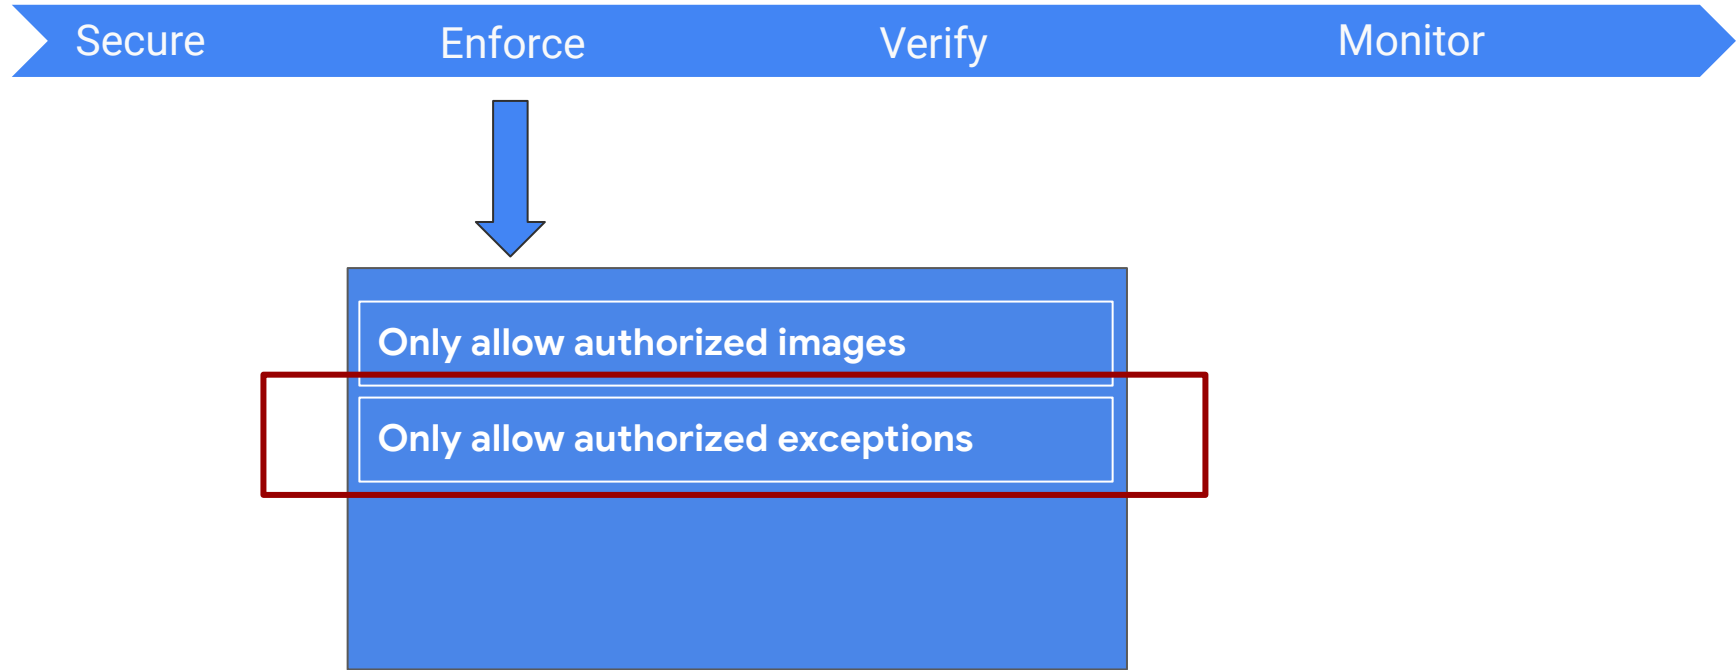 Secure Enforce Verify Monitor
Only allow authorized images
Only allow authorized exceptions